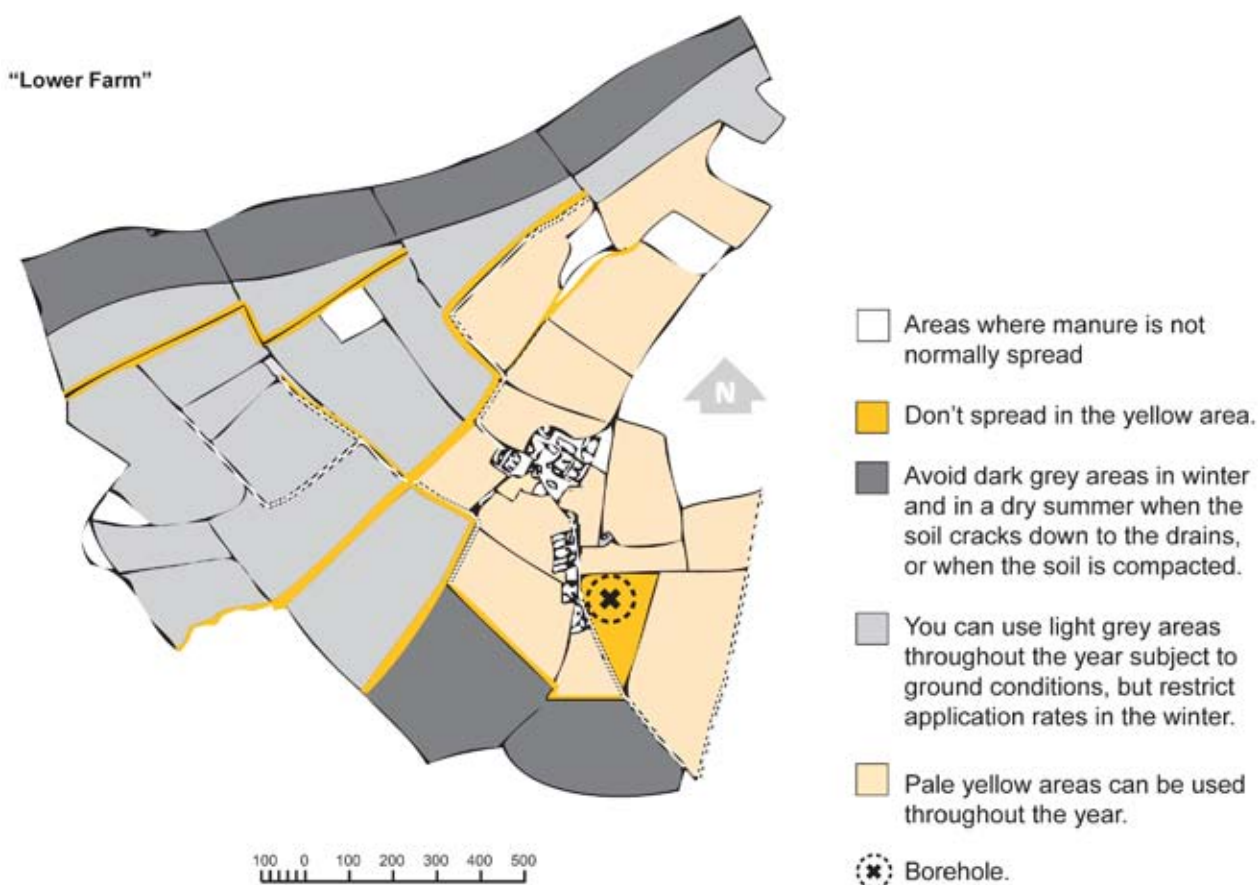 “Lower Farm”
N
Areas where manure is not
normally spread
Don’t spread in the yellow area.
Avoid dark grey areas in winter
and in a dry summer when the
soil cracks down to the drains,
or when the soil is compacted.
You can use light grey areas
throughout the year subject to
ground conditions, but restrict
application rates in the winter.
Pale yellow areas can be used
throughout the year.
Borehole.
100 0 100 200 300 400 500